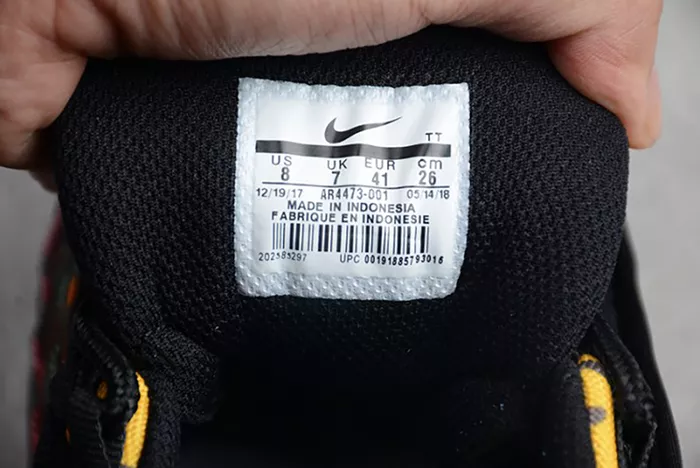 TT
US UK EUR cm
8 7 41 26
12/19/17 AR4473-001 05/14/18
MADE IN INDONESIA
FABRIQUE EN INDONESIE
202585297 UPC 00191885793016